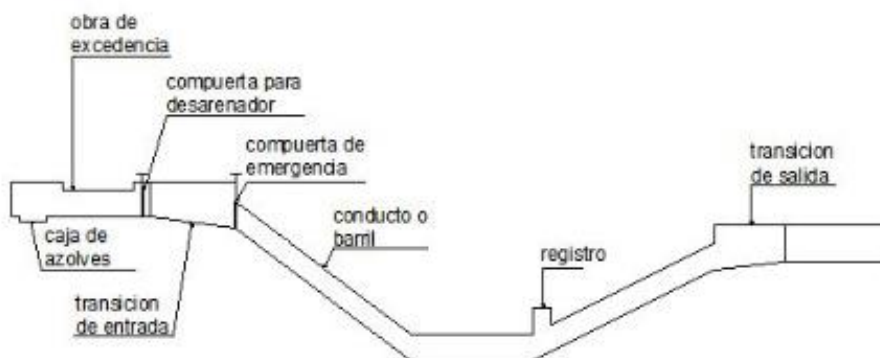 obra de
excedencia
compuerta para
desarenador
compuerta de
emergencia
transicion
de salida
conducto o
barril
caja de
azolves
registro
transicion
de entrada